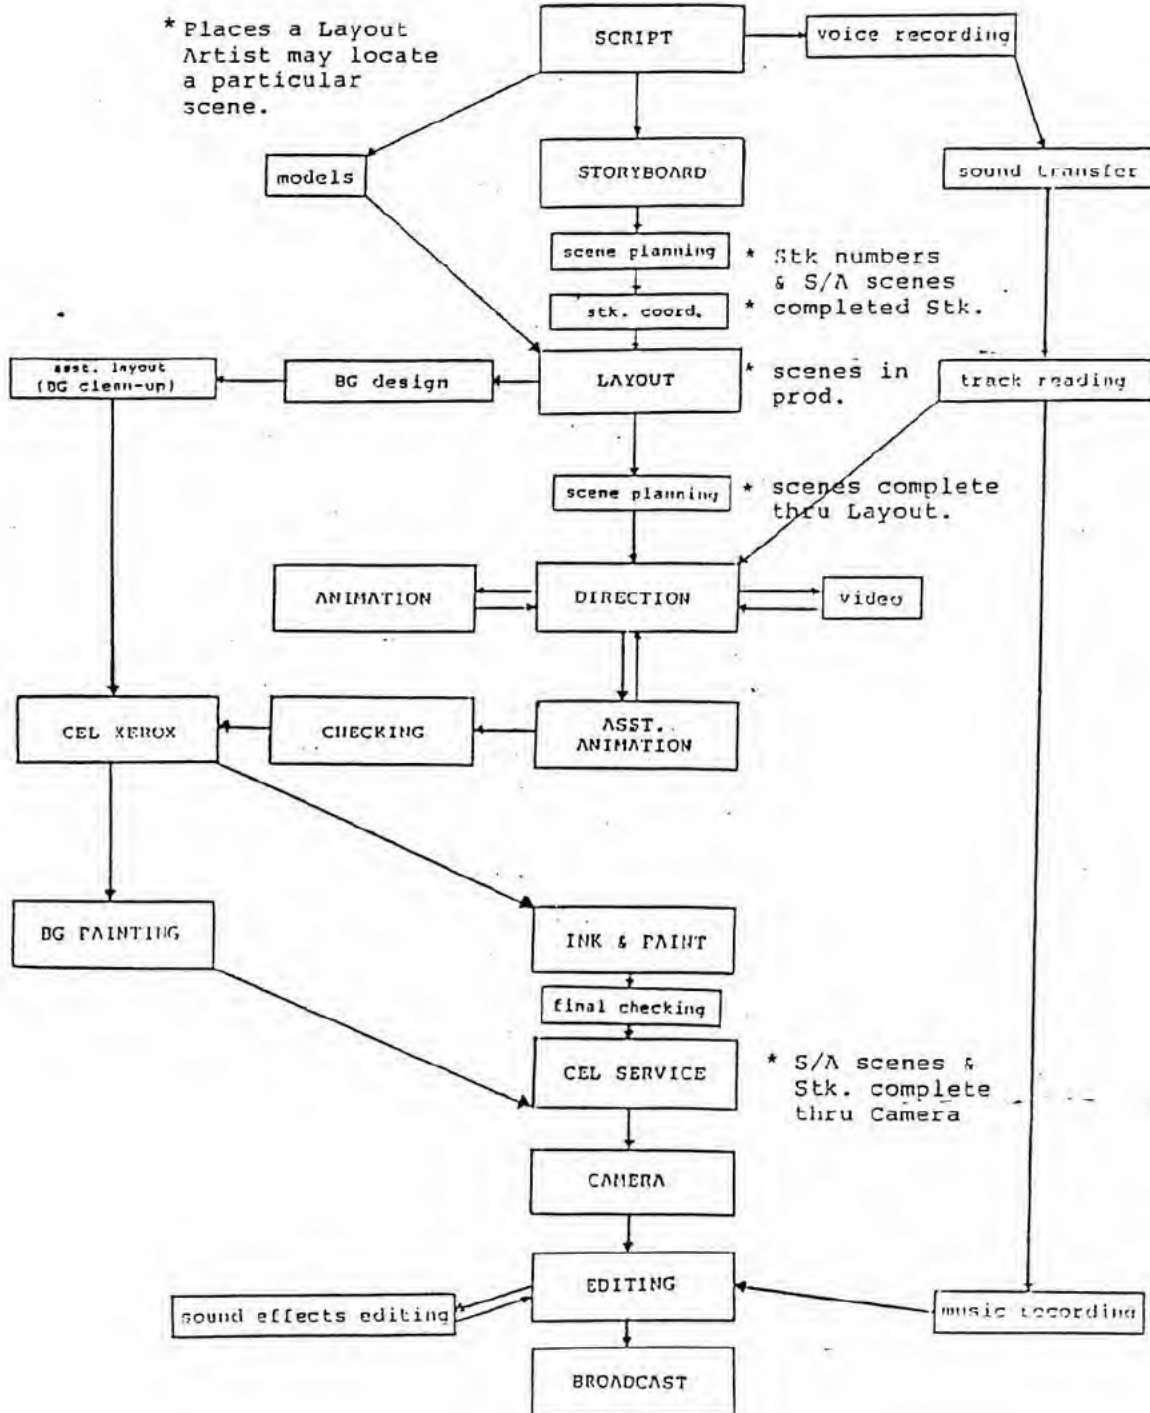 * Places a Layout
Artist may locate
a particular
scene.
SCRIPT
voice recording
models
STORYBOARD
sound transfer
scene planning
* Stk numbers
& S/A scenes
stk. coord.
* completed Stk.
asst. layout
(BG clean-up)
BG design
LAYOUT
* scenes in
prod.
track reading
scene planning
* scenes complete
thru Layout.
ANIMATION
DIRECTION
video
CEL XEROX
CHECKING
ASST.
ANIMATION
BG PAINTING
INK & PAINT
final checking
CEL SERVICE
* S/A scenes &
Stk. complete
thru Camera
CAMERA
EDITING
sound effects editing
music recording
BROADCAST